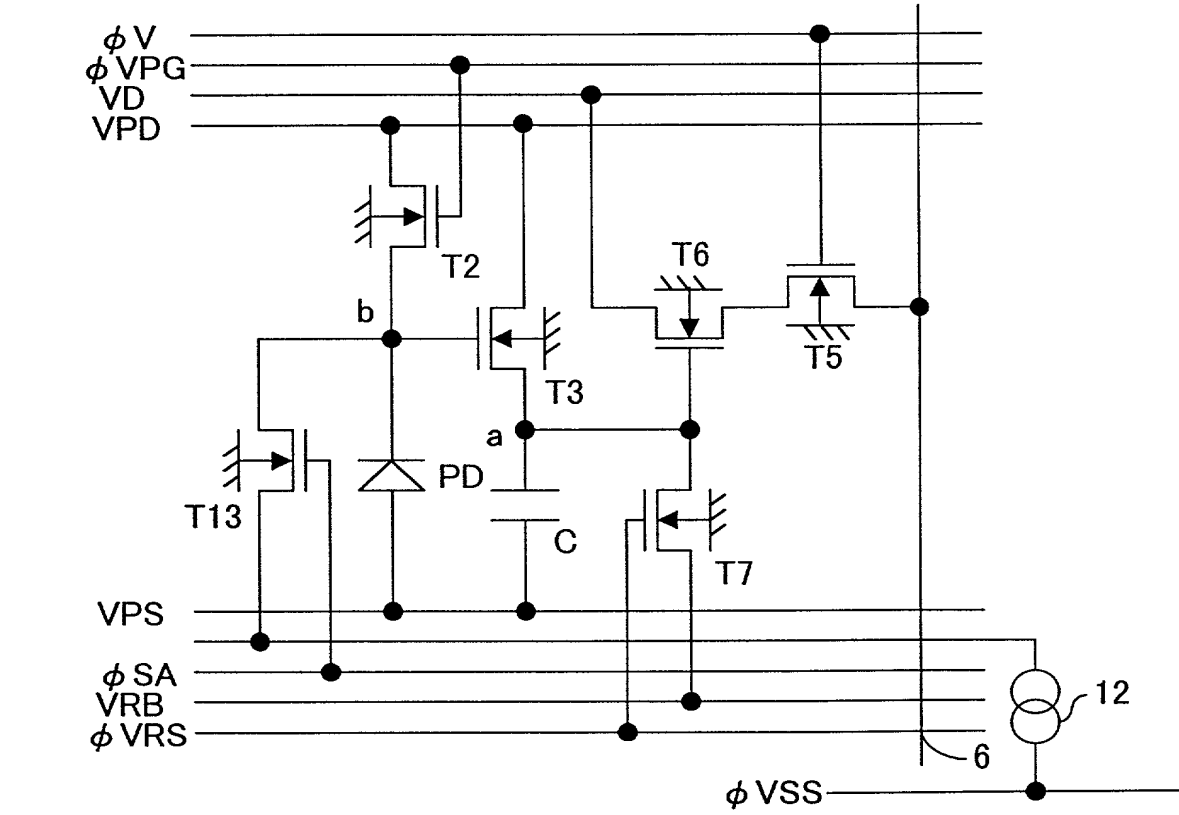 φV
φVPG
VD
VPD
T2
T6
b
T5
T3
a
PD
T13
C
T7
VPS
φSA
VRB
12
φVRS
6
φVSS